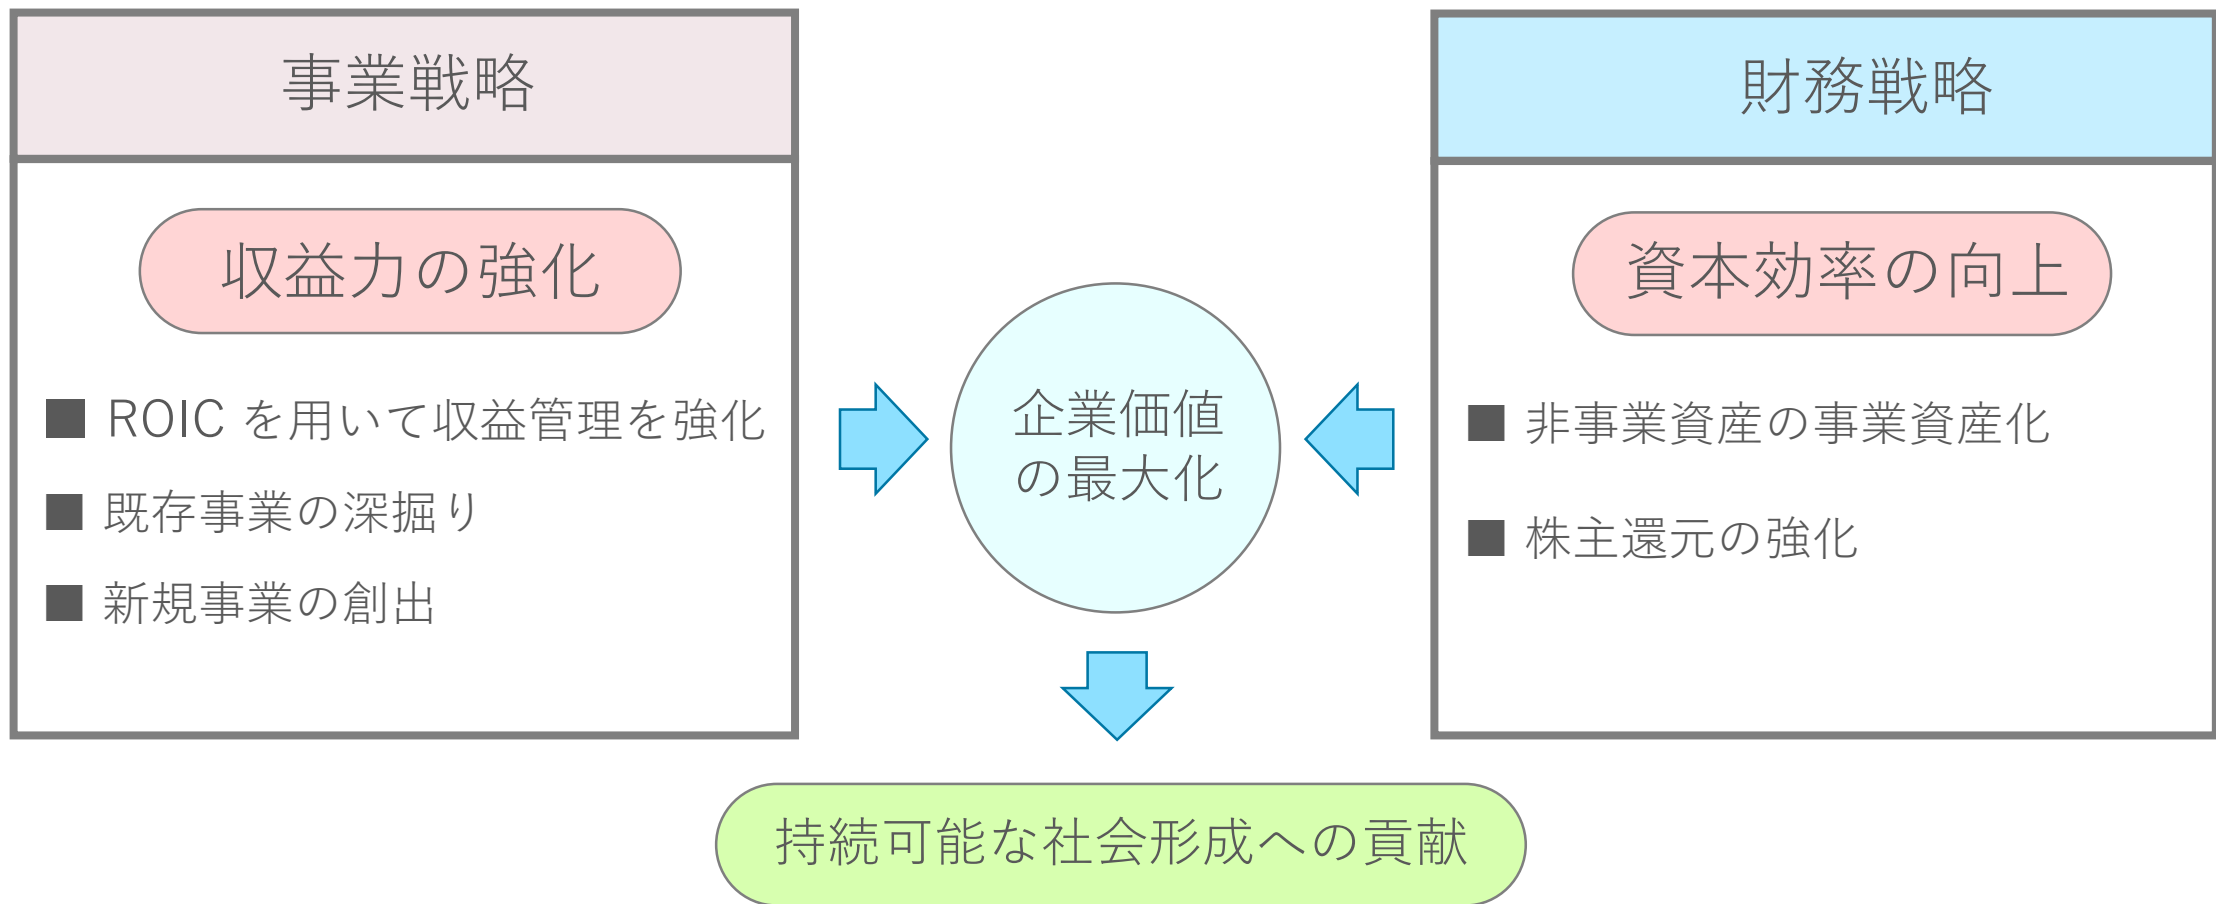 事業戦略
収益力の強化
■ ROIC を用いて収益管理を強化
■ 既存事業の深掘り
■ 新規事業の創出
企業価値
の最大化
財務戦略
資本効率の向上
■ 非事業資産の事業資産化
■ 株主還元の強化
持続可能な社会形成への貢献